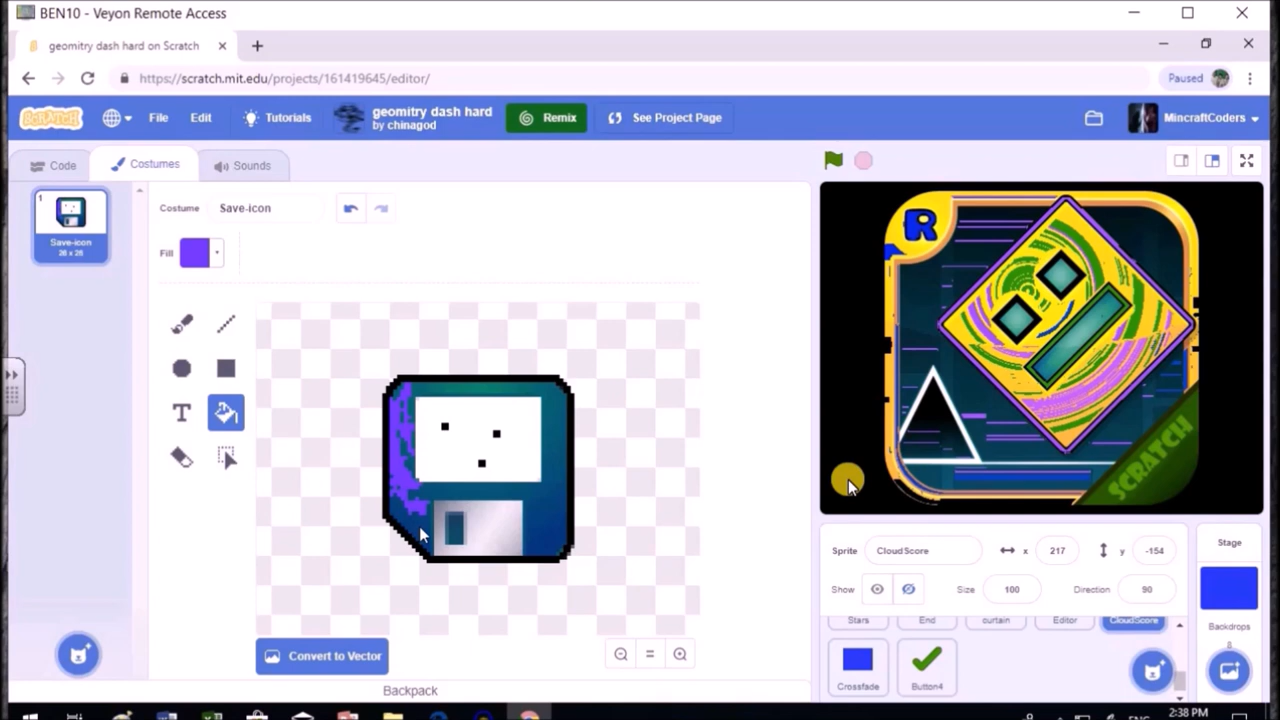 BEN10 - Veyon Remote Access
geomitry dash hard on Scratch
https://scratch.mit.edu/projects/161419645/editor/
Paused
SCRATCH
File
Edit
Tutorials
geomitry dash hard
by chinagod
Remix
See Project Page
MincraftCoders
Code
Costumes
Sounds
1
Save-icon
Costume
Save-icon
Fill
R
SCRATCH
T
Sprite
CloudScore
x
217
y
-154
Show
Size
100
Direction
90
Stage
Stars
End
curtain
Editor
CloudScore
Backdrops
Crossfade
Button4
Convert to Vector
Backpack
2:38 PM